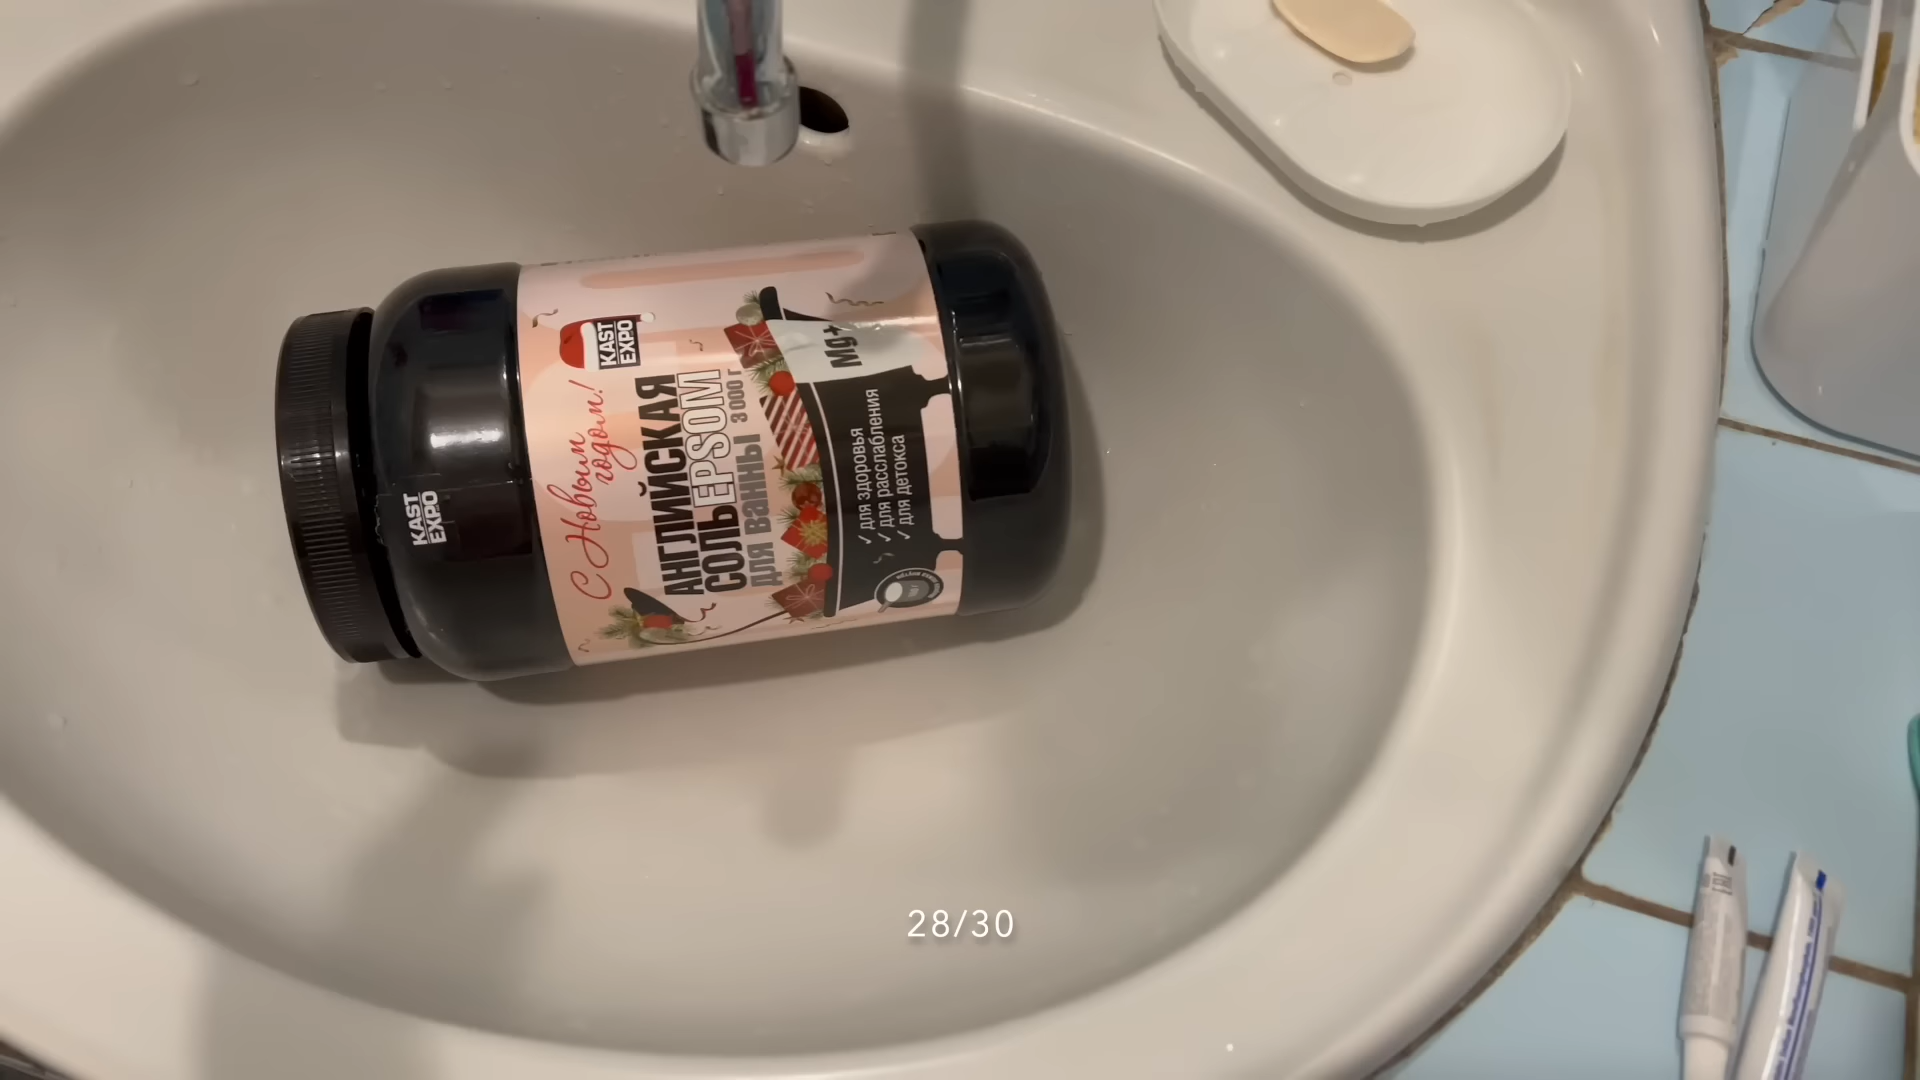 KAST
EXPO
KAST
EXPO
С Новым
годом!
АНГЛИЙСКАЯ
СОЛЬ EPSOM
для ванны 3 000 г
Mg+
✓ для здоровья
✓ для расслабления
✓ для детокса
28/30